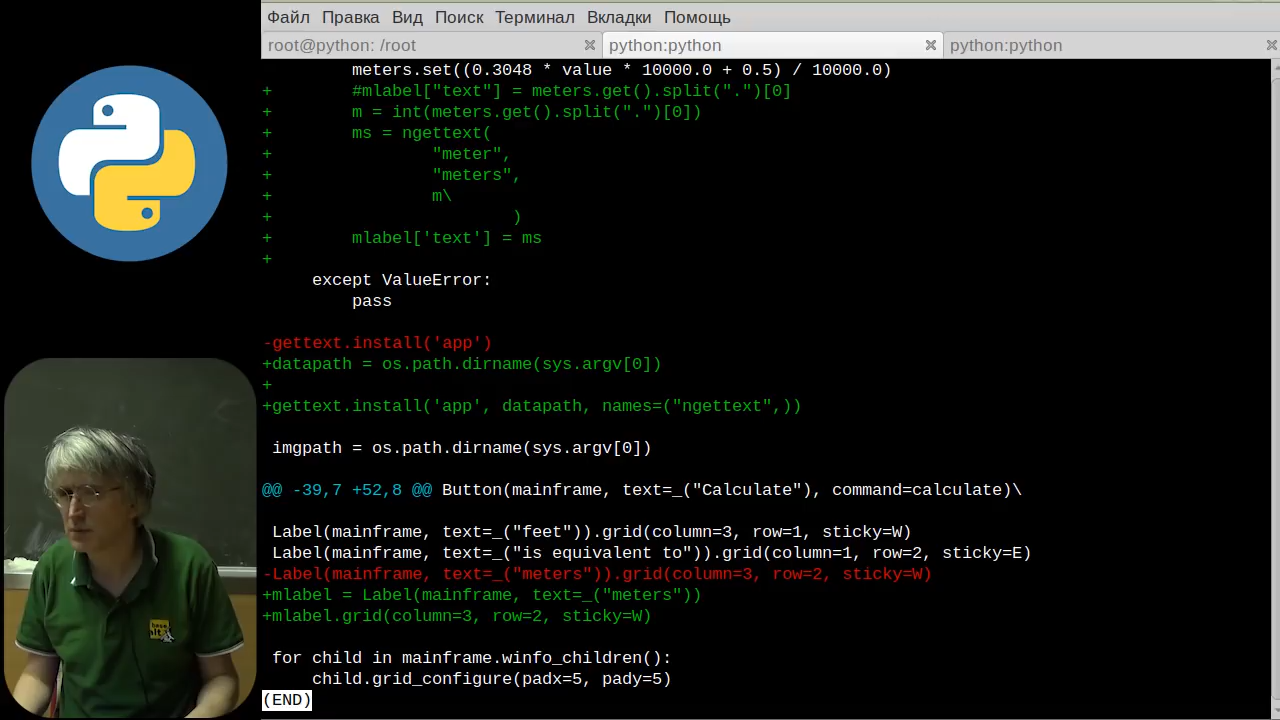 Файл Правка Вид Поиск Терминал Вкладки Помощь
root@python: /root
python:python
python:python
        meters.set((0.3048 * value * 10000.0 + 0.5) / 10000.0)
+        #mlabel["text"] = meters.get().split(".")[0]
+        m = int(meters.get().split(".")[0])
+        ms = ngettext(
+                "meter",
+                "meters",
+                m\
+                        )
+        mlabel['text'] = ms
+
     except ValueError:
         pass
-gettext.install('app')
+datapath = os.path.dirname(sys.argv[0])
+
+gettext.install('app', datapath, names=("ngettext",))
 imgpath = os.path.dirname(sys.argv[0])
@@ -39,7 +52,8 @@ Button(mainframe, text=_("Calculate"), command=calculate)\
 Label(mainframe, text=_("feet")).grid(column=3, row=1, sticky=W)
 Label(mainframe, text=_("is equivalent to")).grid(column=1, row=2, sticky=E)
-Label(mainframe, text=_("meters")).grid(column=3, row=2, sticky=W)
+mlabel = Label(mainframe, text=_("meters"))
+mlabel.grid(column=3, row=2, sticky=W)
 for child in mainframe.winfo_children():
     child.grid_configure(padx=5, pady=5)
(END)